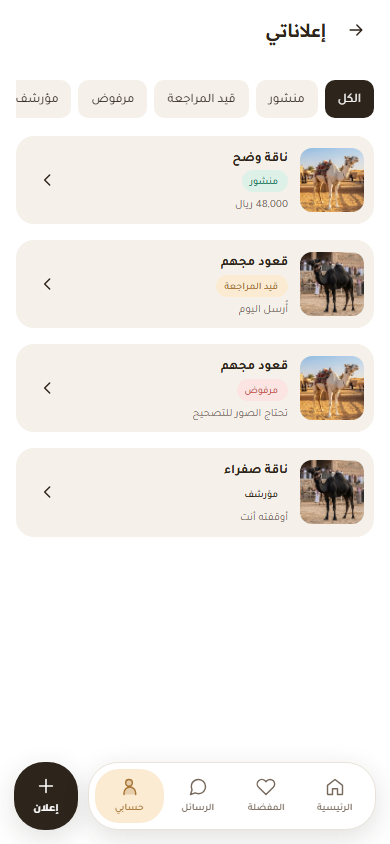 إعلاناتي
الكل
منشور
قيد المراجعة
مرفوض
مؤرشف
ناقة وضح
منشور
48,000 ريال
قعود مجهم
قيد المراجعة
أُرسل اليوم
قعود مجهم
مرفوض
تحتاج الصور للتصحيح
ناقة صفراء
مؤرشف
أوقفته أنت
الرئيسية
المفضلة
الرسائل
حسابي
إعلان